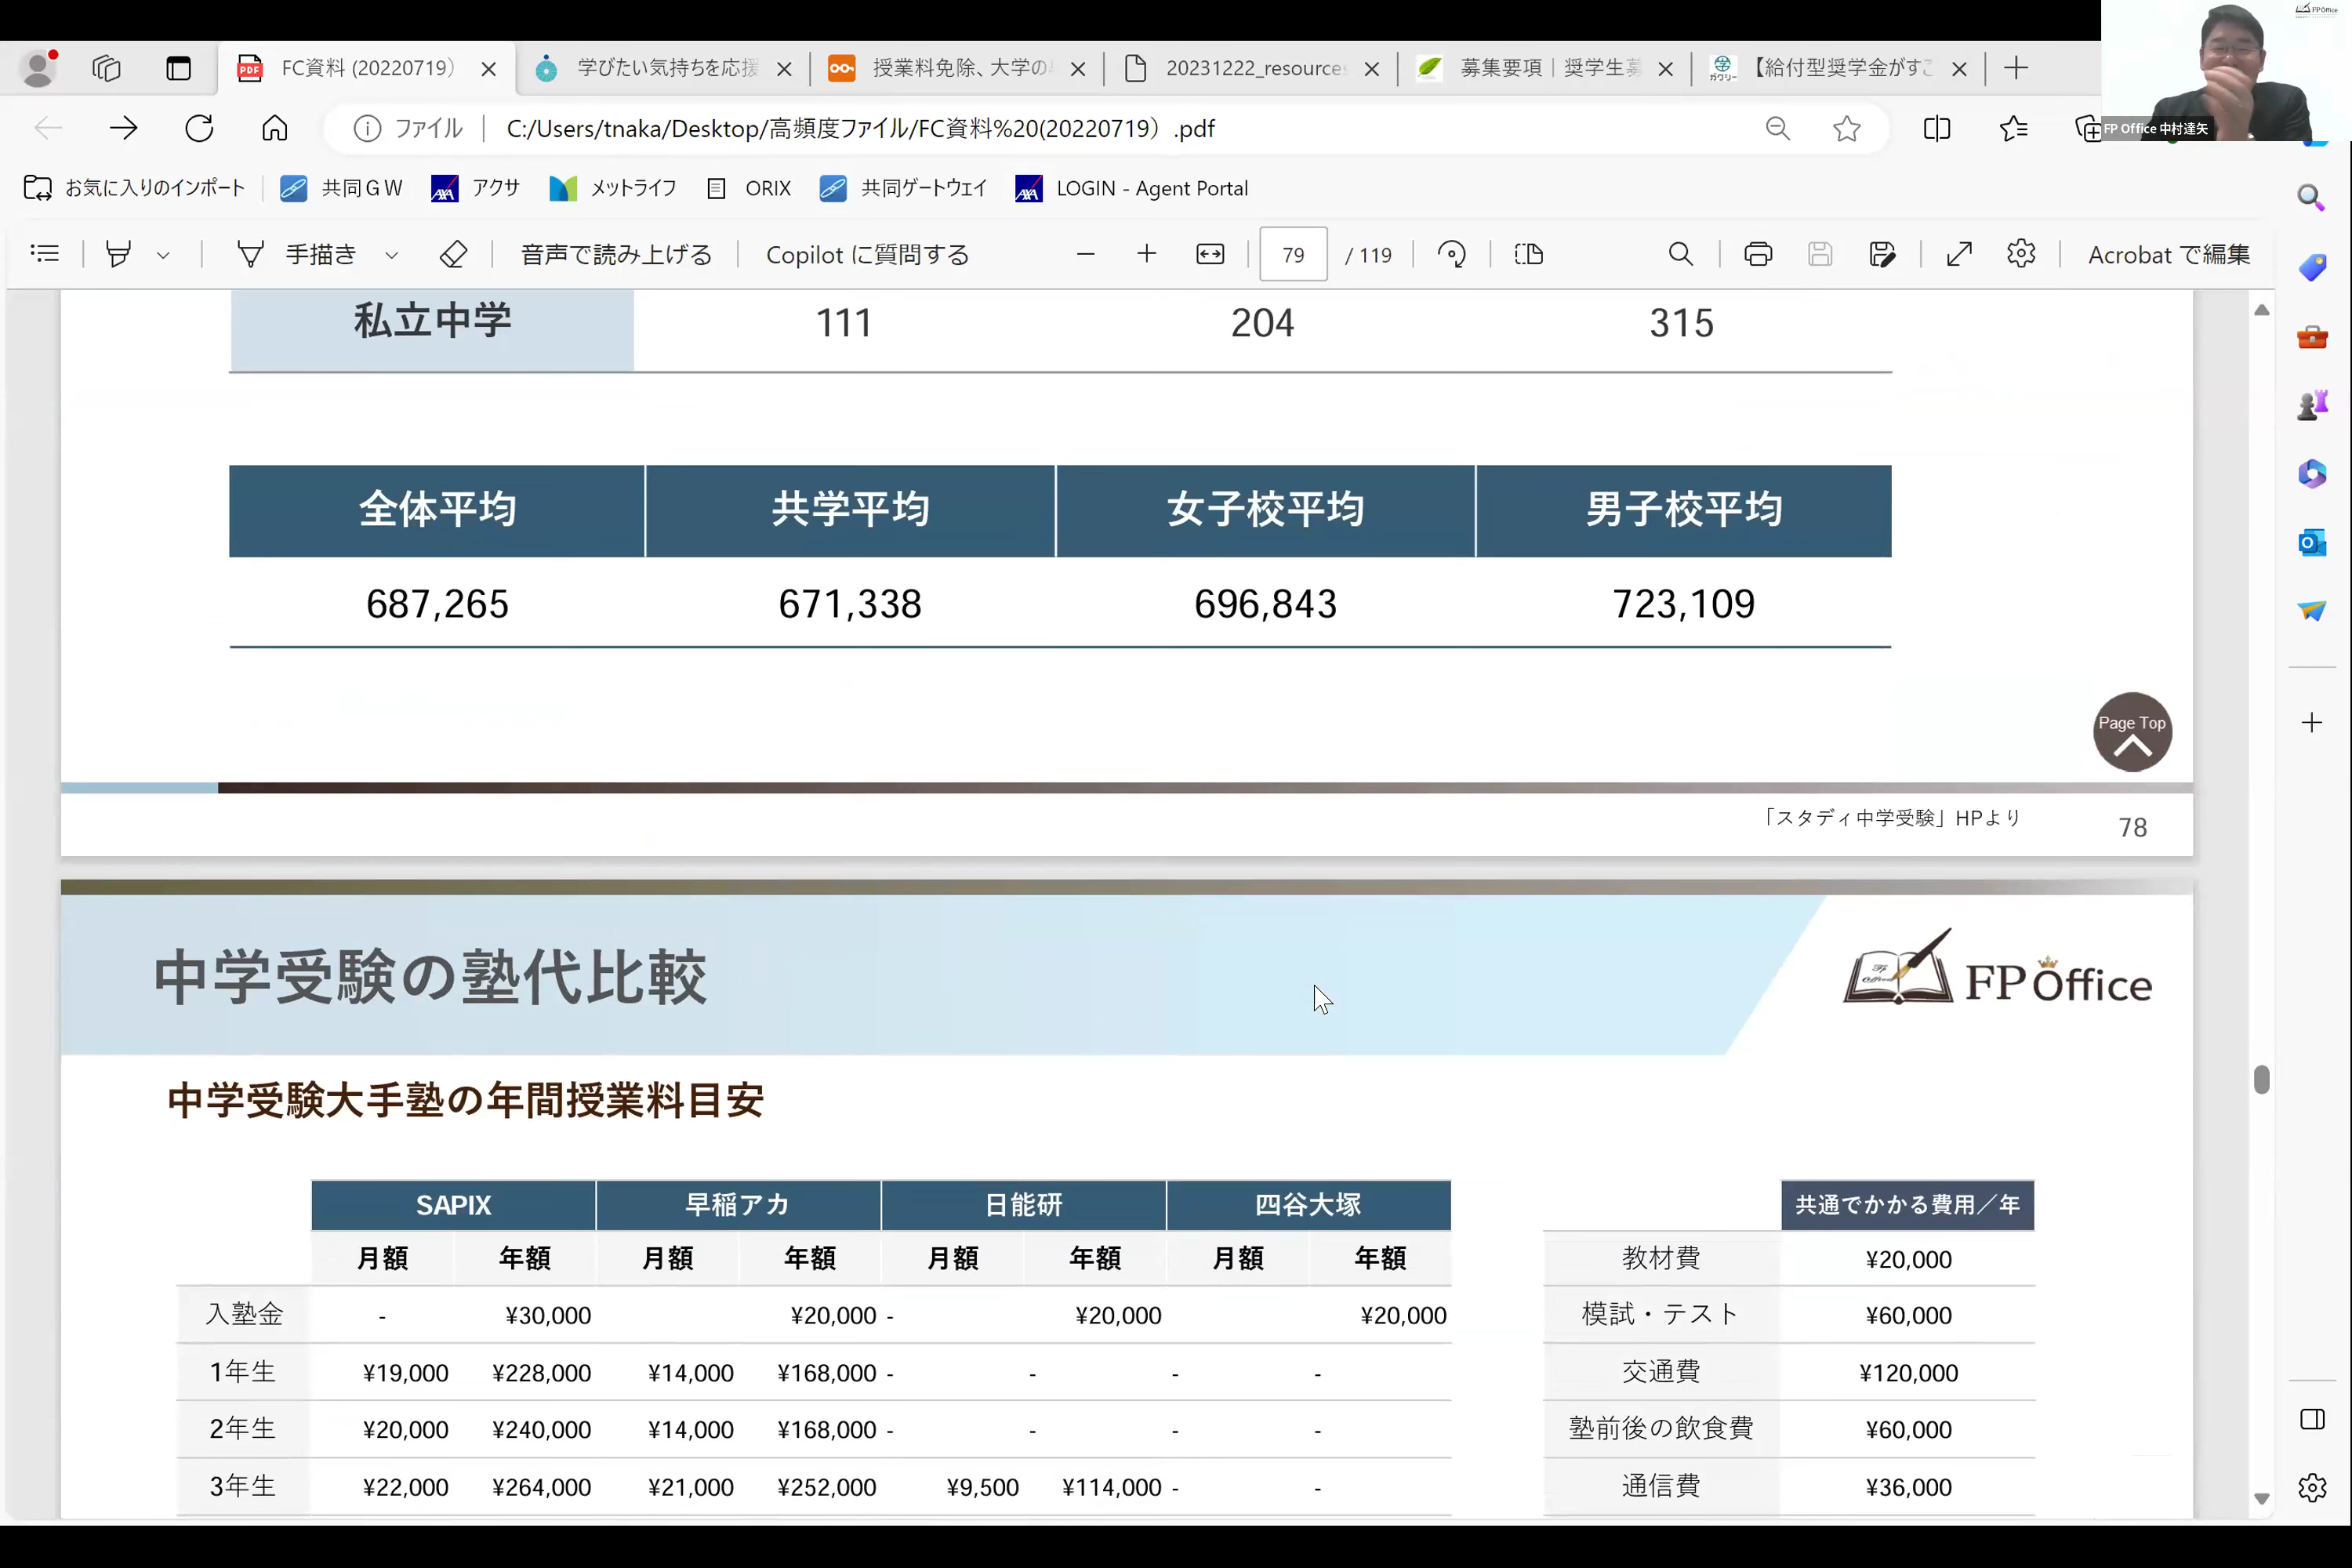 FC資料 (20220719)
学びたい気持ちを応援
授業料免除、大学の
20231222_resources
募集要項｜奨学生募
【給付型奨学金がすご
FP Office
FP Office 中村達矢
ファイル
C:/Users/tnaka/Desktop/高頻度ファイル/FC資料%20(20220719）.pdf
お気に入りのインポート
共同ＧＷ
アクサ
メットライフ
ORIX
共同ゲートウェイ
LOGIN - Agent Portal
手描き
音声で読み上げる
Copilot に質問する
79 / 119
Acrobat で編集
私立中学 111 204 315
全体平均 共学平均 女子校平均 男子校平均
687,265 671,338 696,843 723,109
Page Top
「スタディ中学受験」HPより 78
中学受験の塾代比較
FP Office
中学受験大手塾の年間授業料目安
SAPIX 早稲アカ 日能研 四谷大塚
月額 年額 月額 年額 月額 年額 月額 年額
入塾金 - ¥30,000 ¥20,000 - ¥20,000 ¥20,000
1年生 ¥19,000 ¥228,000 ¥14,000 ¥168,000 - - - -
2年生 ¥20,000 ¥240,000 ¥14,000 ¥168,000 - - - -
3年生 ¥22,000 ¥264,000 ¥21,000 ¥252,000 ¥9,500 ¥114,000 - -
共通でかかる費用／年
教材費 ¥20,000
模試・テスト ¥60,000
交通費 ¥120,000
塾前後の飲食費 ¥60,000
通信費 ¥36,000